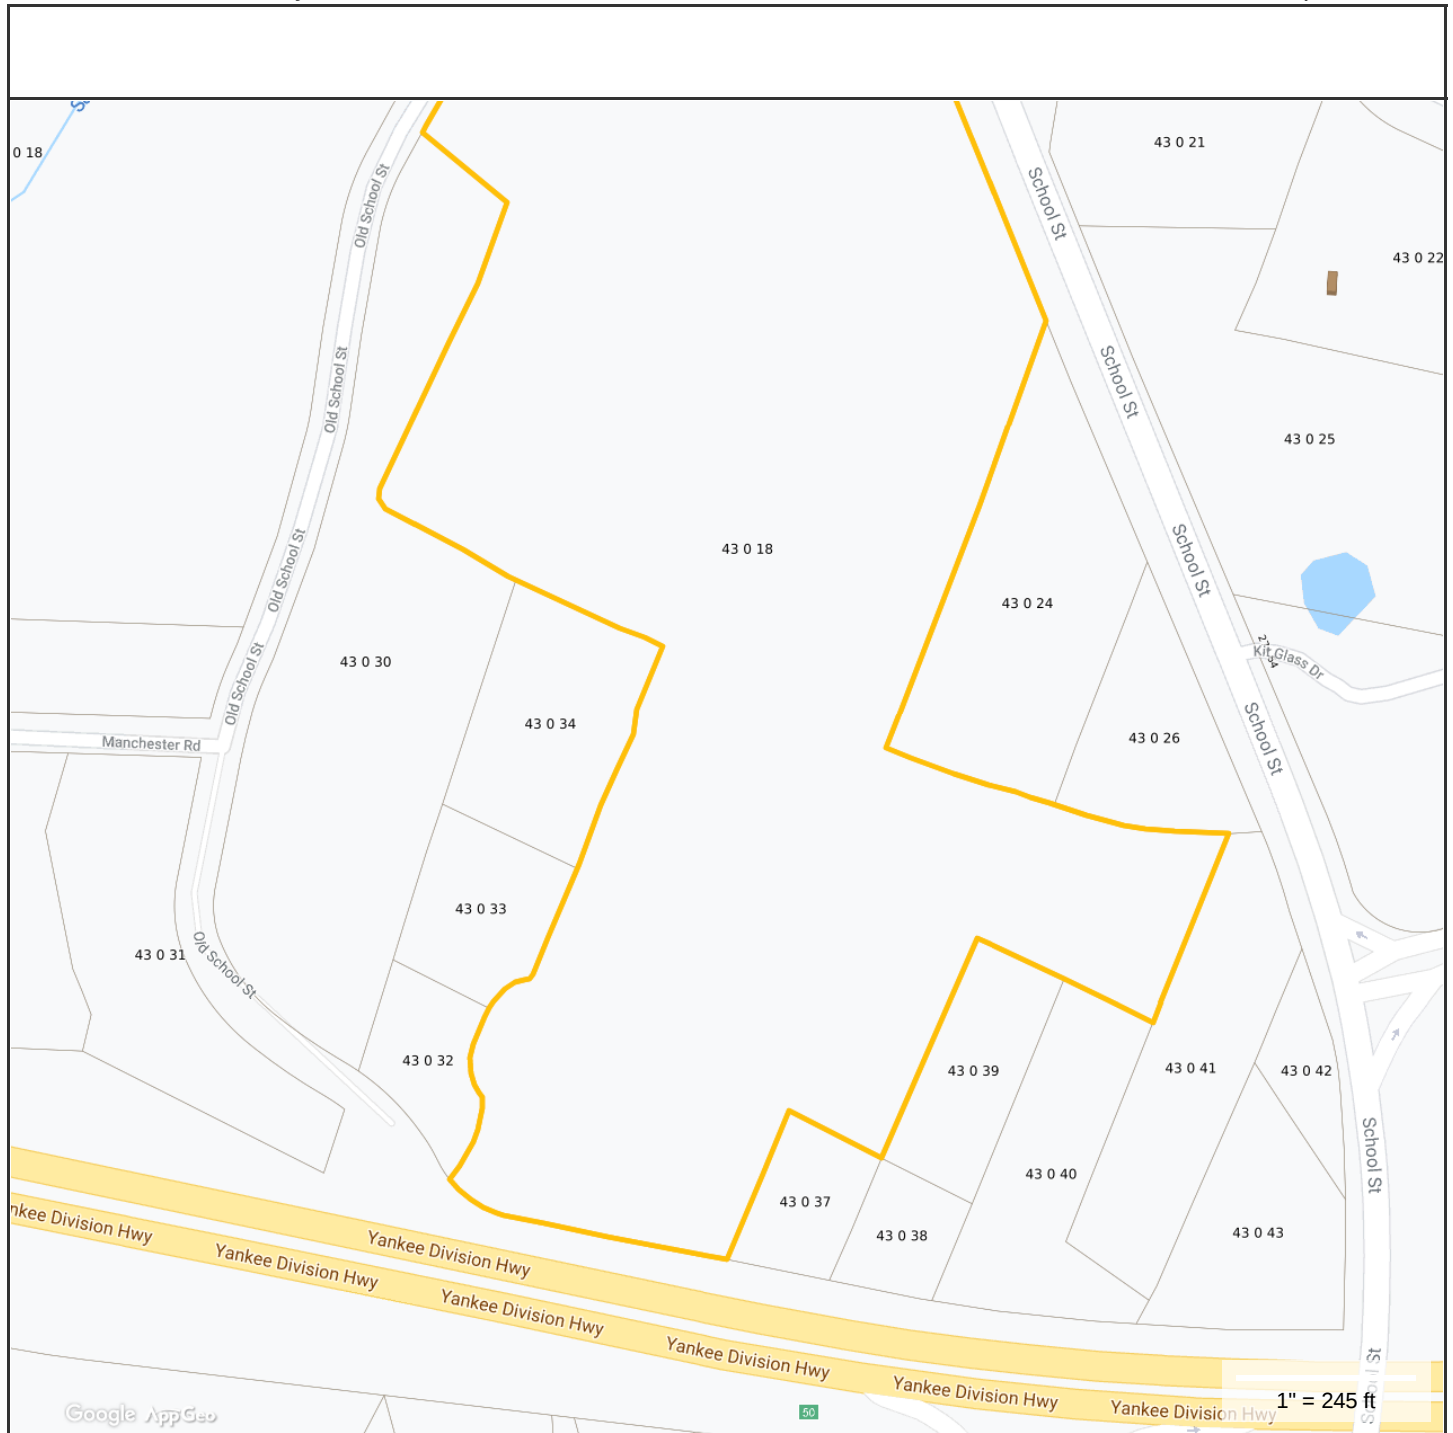 0 18
43 0 21
Old School St
School St
43 0 22
Old School St
School St
43 0 25
43 0 18
Old School St
School St
43 0 24
Kit Glass Dr
43 0 30
Old School St
43 0 34
43 0 26
School St
Manchester Rd
43 0 33
43 0 31
Old School St
43 0 32
43 0 39
43 0 41
43 0 42
School St
43 0 40
43 0 37
43 0 38
43 0 43
nkee Division Hwy
Yankee Division Hwy
Yankee Division Hwy
Yankee Division Hwy
Yankee Division Hwy
Yankee Division Hwy
Yankee Division Hwy
School St
1" = 245 ft
Google AppGeo
50